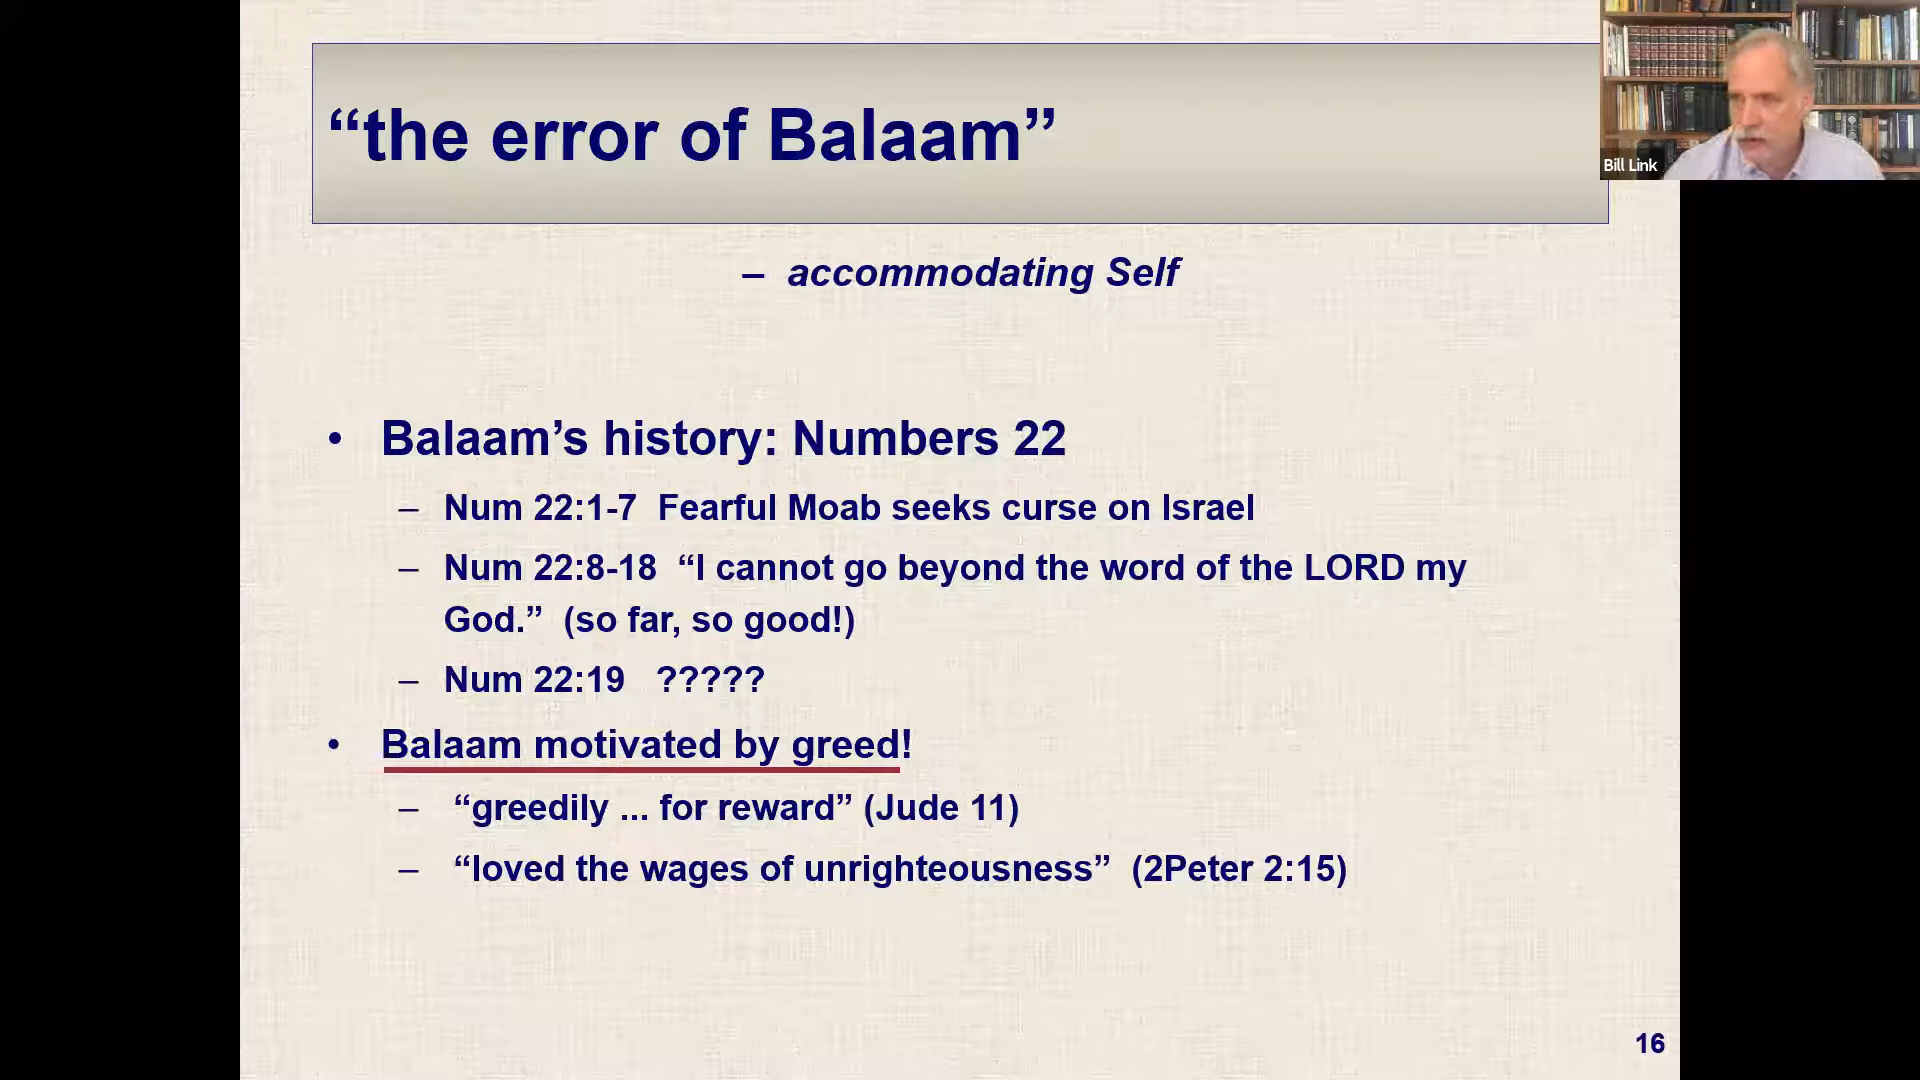 “the error of Balaam”
Bill Link
– accommodating Self
• Balaam’s history: Numbers 22
– Num 22:1-7 Fearful Moab seeks curse on Israel
– Num 22:8-18 “I cannot go beyond the word of the LORD my
God.” (so far, so good!)
– Num 22:19 ?????
• Balaam motivated by greed!
– “greedily ... for reward” (Jude 11)
– “loved the wages of unrighteousness” (2Peter 2:15)
16